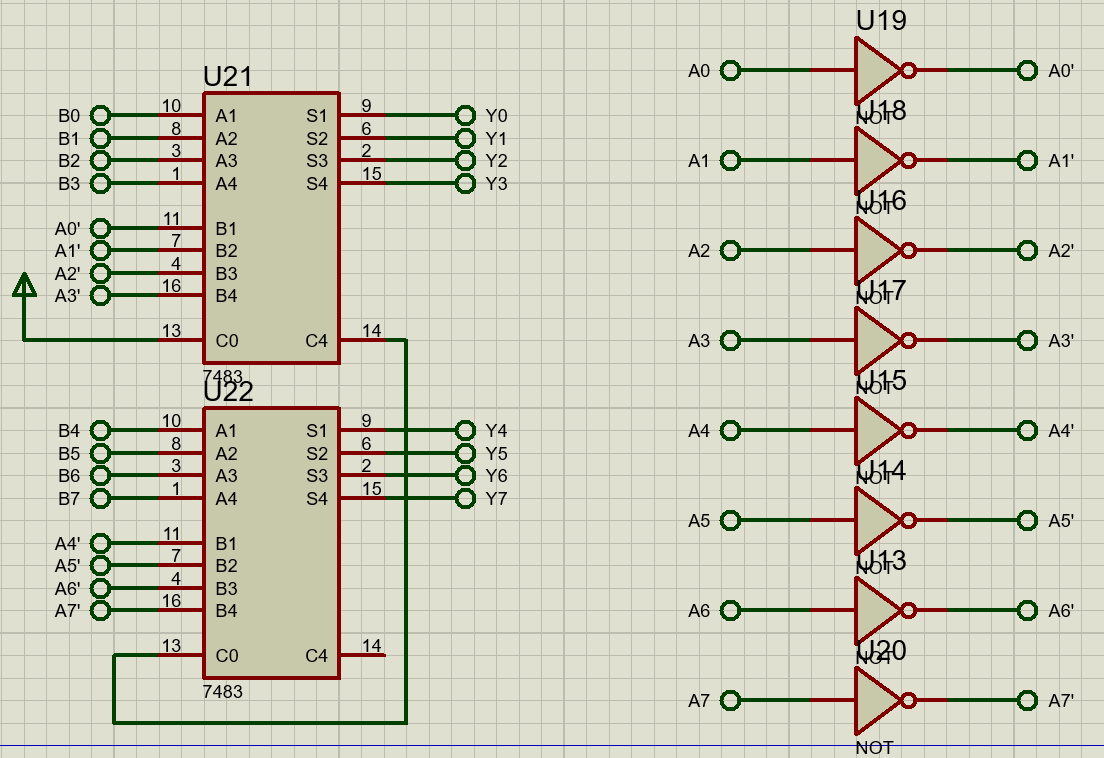 U21
B0 10 A1 S1 9 Y0
B1 8 A2 S2 6 Y1
B2 3 A3 S3 2 Y2
B3 1 A4 S4 15 Y3
A0' 11 B1
A1' 7 B2
A2' 4 B3
A3' 16 B4
13 C0 C4 14
7483
U22
B4 10 A1 S1 9 Y4
B5 8 A2 S2 6 Y5
B6 3 A3 S3 2 Y6
B7 1 A4 S4 15 Y7
A4' 11 B1
A5' 7 B2
A6' 4 B3
A7' 16 B4
13 C0 C4 14
7483
U19
A0 A0'
NOT
U18
A1 A1'
NOT
U16
A2 A2'
NOT
U17
A3 A3'
NOT
U15
A4 A4'
NOT
U14
A5 A5'
NOT
U13
A6 A6'
NOT
U20
A7 A7'
NOT